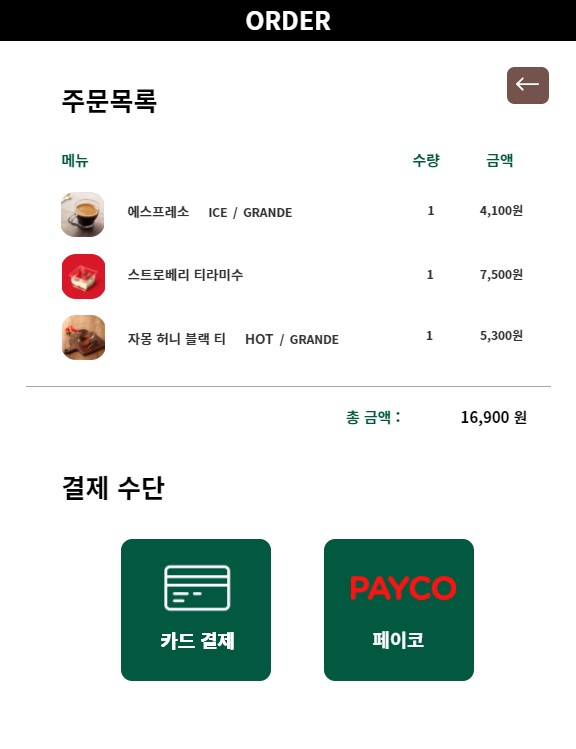 ORDER
주문목록
메뉴 수량 금액
에스프레소 ICE / GRANDE 1 4,100원
스트로베리 티라미수 1 7,500원
자몽 허니 블랙 티 HOT / GRANDE 1 5,300원
총 금액 : 16,900 원
결제 수단
PAYCO
카드 결제 페이코